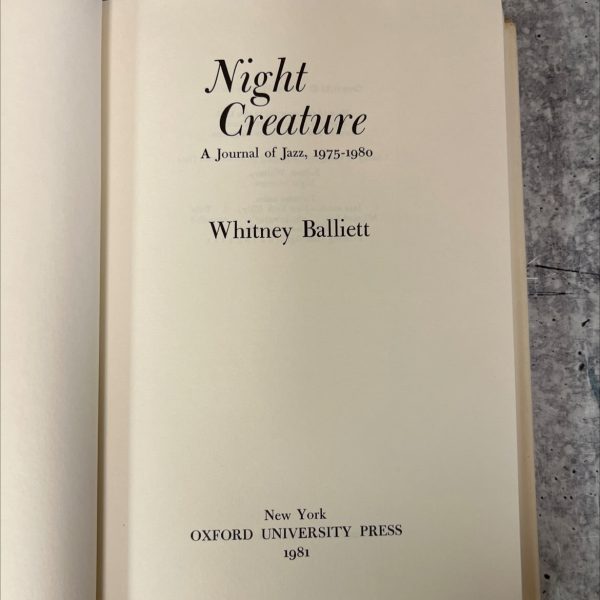 Night
Creature
A Journal of Jazz, 1975-1980
Whitney Balliett
New York
OXFORD UNIVERSITY PRESS
1981